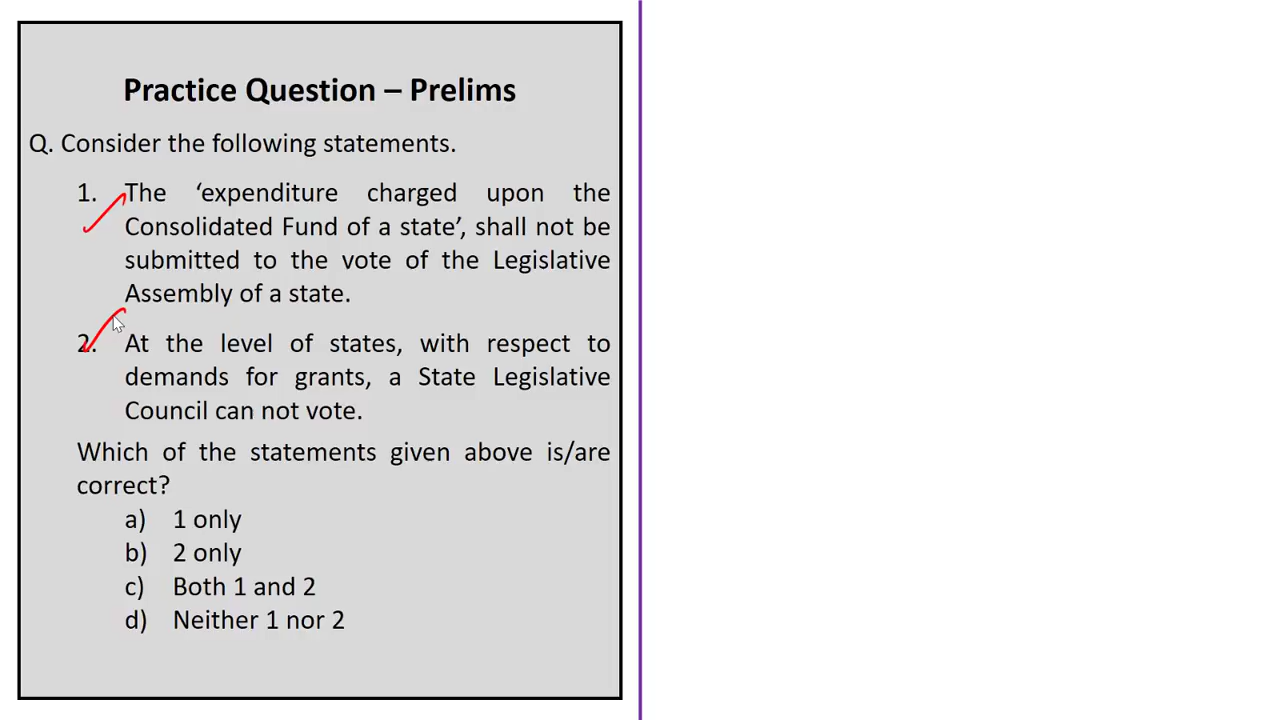 Practice Question – Prelims
Q. Consider the following statements.
1. The ‘expenditure charged upon the
Consolidated Fund of a state’, shall not be
submitted to the vote of the Legislative
Assembly of a state.
2. At the level of states, with respect to
demands for grants, a State Legislative
Council can not vote.
Which of the statements given above is/are
correct?
a) 1 only
b) 2 only
c) Both 1 and 2
d) Neither 1 nor 2